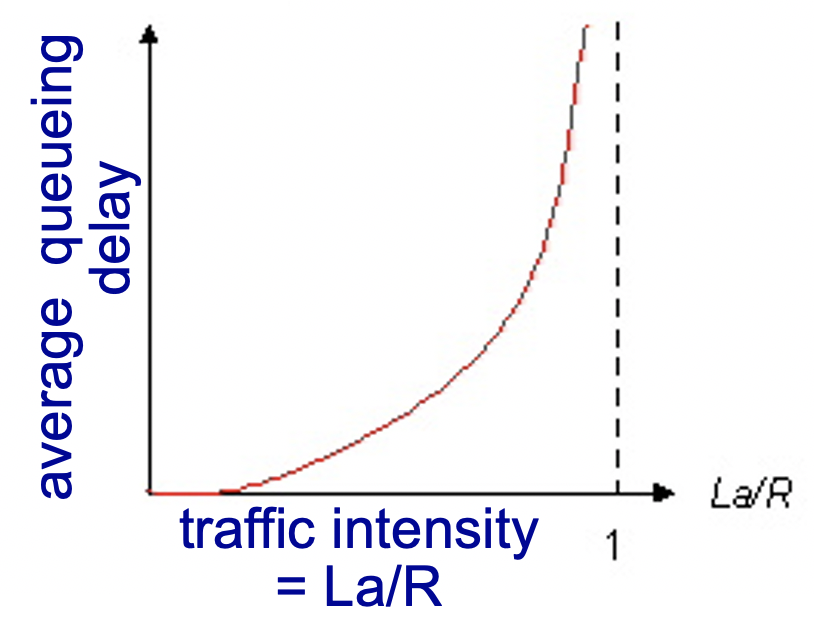 average queueing
delay
La/R
traffic intensity
= La/R
1